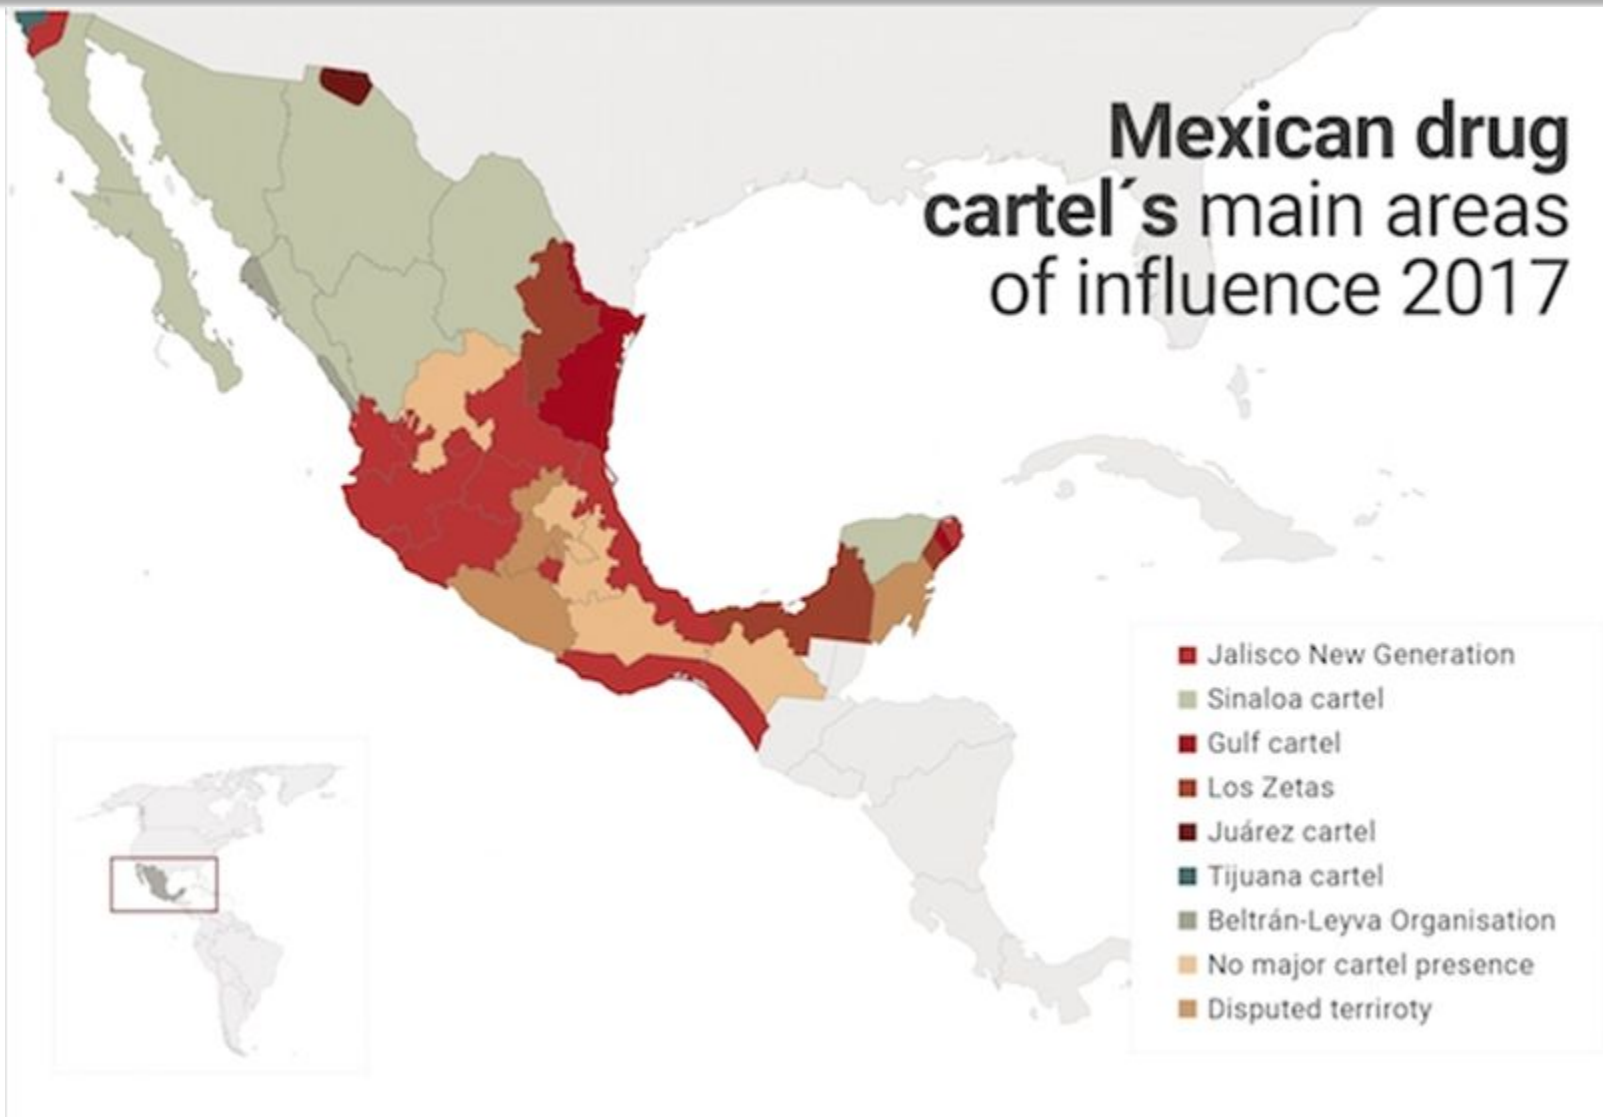 Mexican drug
cartel´s main areas
of influence 2017
Jalisco New Generation
Sinaloa cartel
Gulf cartel
Los Zetas
Juárez cartel
Tijuana cartel
Beltrán-Leyva Organisation
No major cartel presence
Disputed terriroty